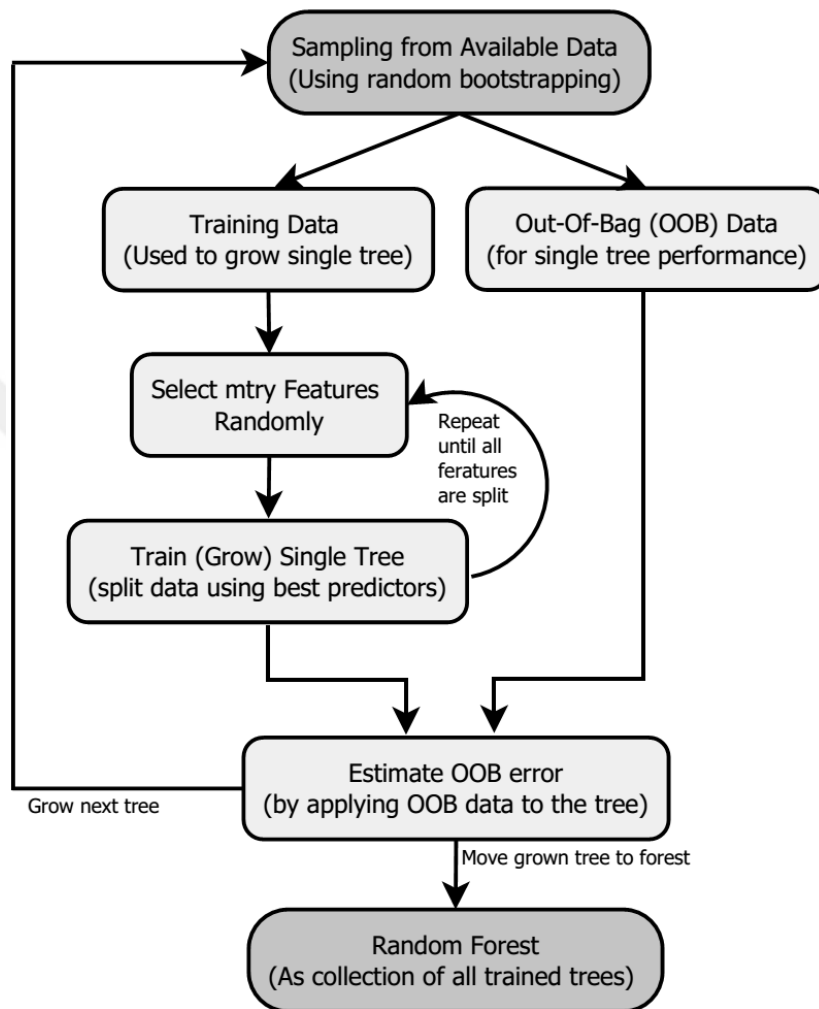 Sampling from Available Data
(Using random bootstrapping)
Training Data
(Used to grow single tree)
Out-Of-Bag (OOB) Data
(for single tree performance)
Select mtry Features
Randomly
Repeat
until all
feratures
are split
Train (Grow) Single Tree
(split data using best predictors)
Estimate OOB error
(by applying OOB data to the tree)
Grow next tree
Move grown tree to forest
Random Forest
(As collection of all trained trees)